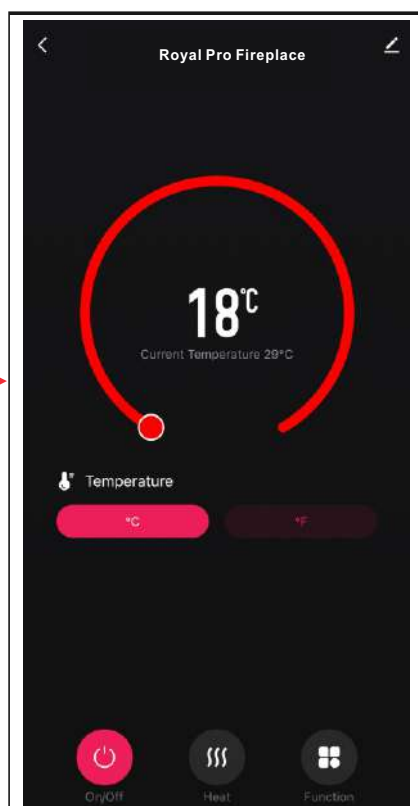 Royal Pro Fireplace
18°C
Current Temperature 29°C
Temperature
°C
°F
On/Off
Heat
Function